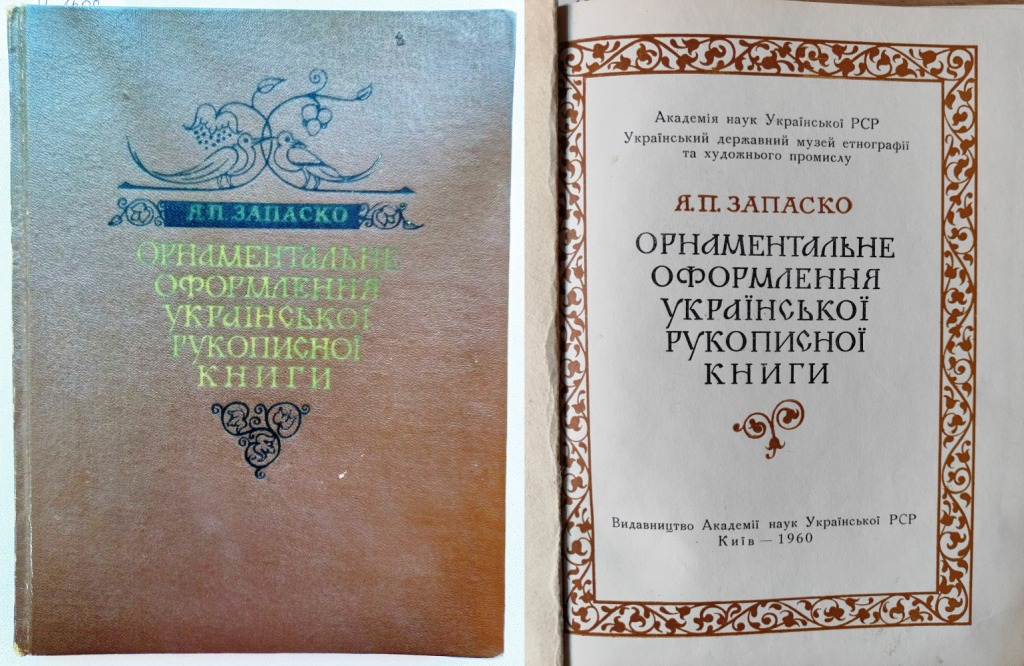 Я.П. ЗАПАСКО
ОРНАМЕНТАЛЬНЕ
ОФОРМЛЕННЯ
УКРАЇНСЬКОЇ
РУКОПИСНОЇ
КНИГИ
Академія наук Української РСР
Український державний музей етнографії
та художнього промислу
Я.П. ЗАПАСКО
ОРНАМЕНТАЛЬНЕ
ОФОРМЛЕННЯ
УКРАЇНСЬКОЇ
РУКОПИСНОЇ
КНИГИ
Видавництво Академії наук Української РСР
Київ — 1960